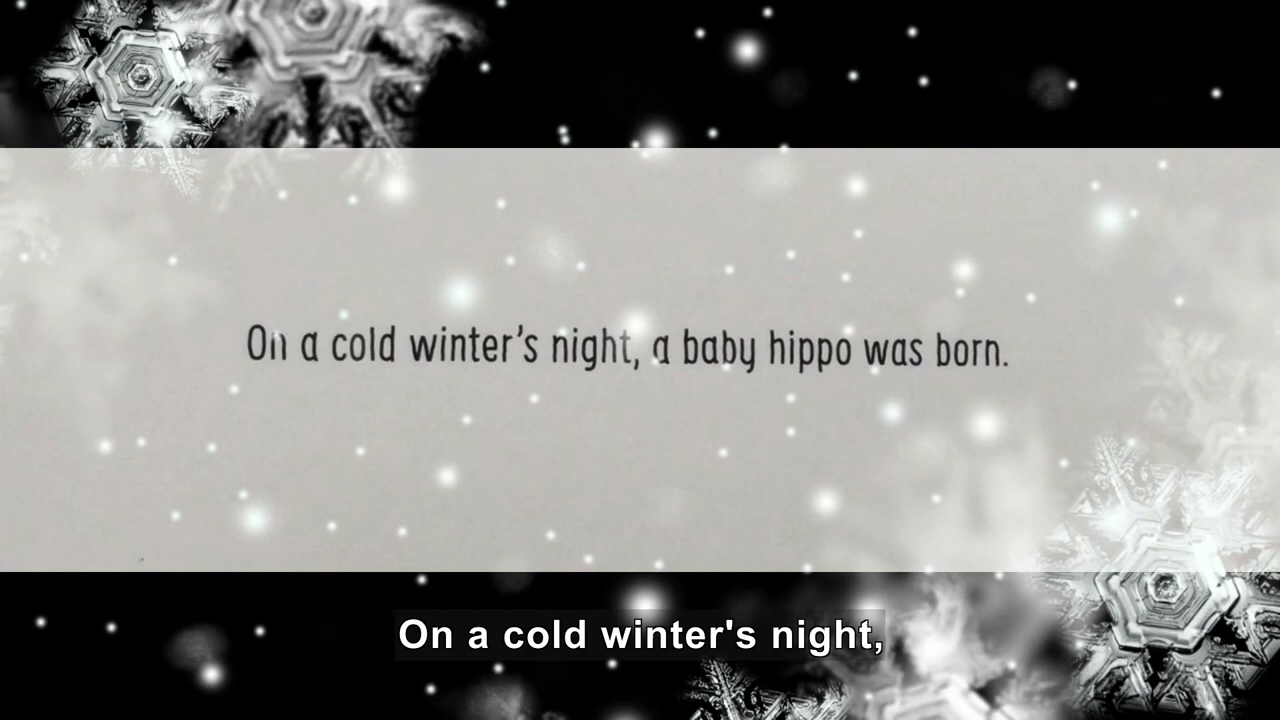 On a cold winter’s night, a baby hippo was born.
On a cold winter's night,